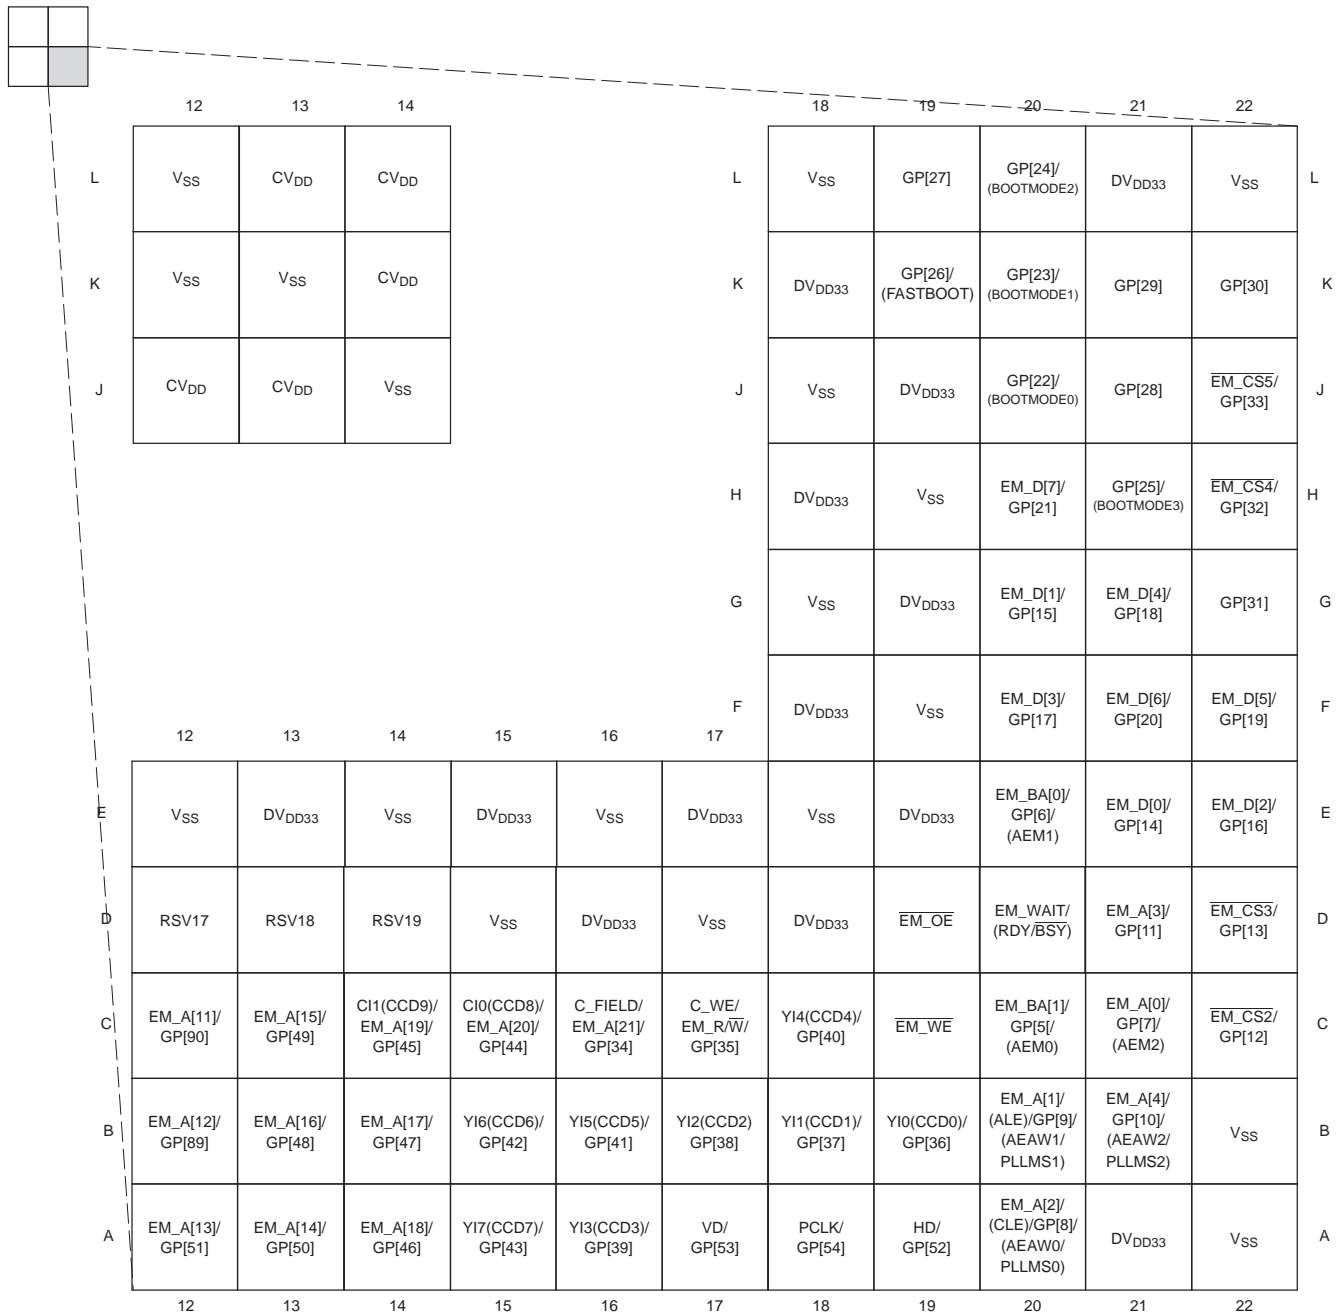 12 13 14 18 19 20 21 22
L VSS CVDD CVDD L VSS GP[27] GP[24]/ (BOOTMODE2) DVDD33 VSS L
K VSS VSS CVDD K DVDD33 GP[26]/ (FASTBOOT) GP[23]/ (BOOTMODE1) GP[29] GP[30] K
J CVDD CVDD VSS J VSS DVDD33 GP[22]/ (BOOTMODE0) GP[28] EM_CS5/ GP[33] J
H DVDD33 VSS EM_D[7]/ GP[21] GP[25]/ (BOOTMODE3) EM_CS4/ GP[32] H
G VSS DVDD33 EM_D[1]/ GP[15] EM_D[4]/ GP[18] GP[31] G
F DVDD33 VSS EM_D[3]/ GP[17] EM_D[6]/ GP[20] EM_D[5]/ GP[19] F
12 13 14 15 16 17
E VSS DVDD33 VSS DVDD33 VSS DVDD33 VSS DVDD33 EM_BA[0]/ GP[6]/ (AEM1) EM_D[0]/ GP[14] EM_D[2]/ GP[16] E
D RSV17 RSV18 RSV19 VSS DVDD33 VSS DVDD33 EM_OE EM_WAIT/ (RDY/BSY) EM_A[3]/ GP[11] EM_CS3/ GP[13] D
C EM_A[11]/ GP[90] EM_A[15]/ GP[49] CI1(CCD9)/ EM_A[19]/ GP[45] CI0(CCD8)/ EM_A[20]/ GP[44] C_FIELD/ EM_A[21]/ GP[34] C_WE/ EM_R/W/ GP[35] YI4(CCD4)/ GP[40] EM_WE EM_BA[1]/ GP[5[/ (AEM0) EM_A[0]/ GP[7]/ (AEM2) EM_CS2/ GP[12] C
B EM_A[12]/ GP[89] EM_A[16]/ GP[48] EM_A[17]/ GP[47] YI6(CCD6)/ GP[42] YI5(CCD5)/ GP[41] YI2(CCD2) GP[38] YI1(CCD1)/ GP[37] YI0(CCD0)/ GP[36] EM_A[1]/ (ALE)/GP[9]/ (AEAW1/ PLLMS1) EM_A[4]/ GP[10]/ (AEAW2/ PLLMS2) VSS B
A EM_A[13]/ GP[51] EM_A[14]/ GP[50] EM_A[18]/ GP[46] YI7(CCD7)/ GP[43] YI3(CCD3)/ GP[39] VD/ GP[53] PCLK/ GP[54] HD/ GP[52] EM_A[2]/ (CLE)/GP[8]/ (AEAW0/ PLLMS0) DVDD33 VSS A
12 13 14 15 16 17 18 19 20 21 22